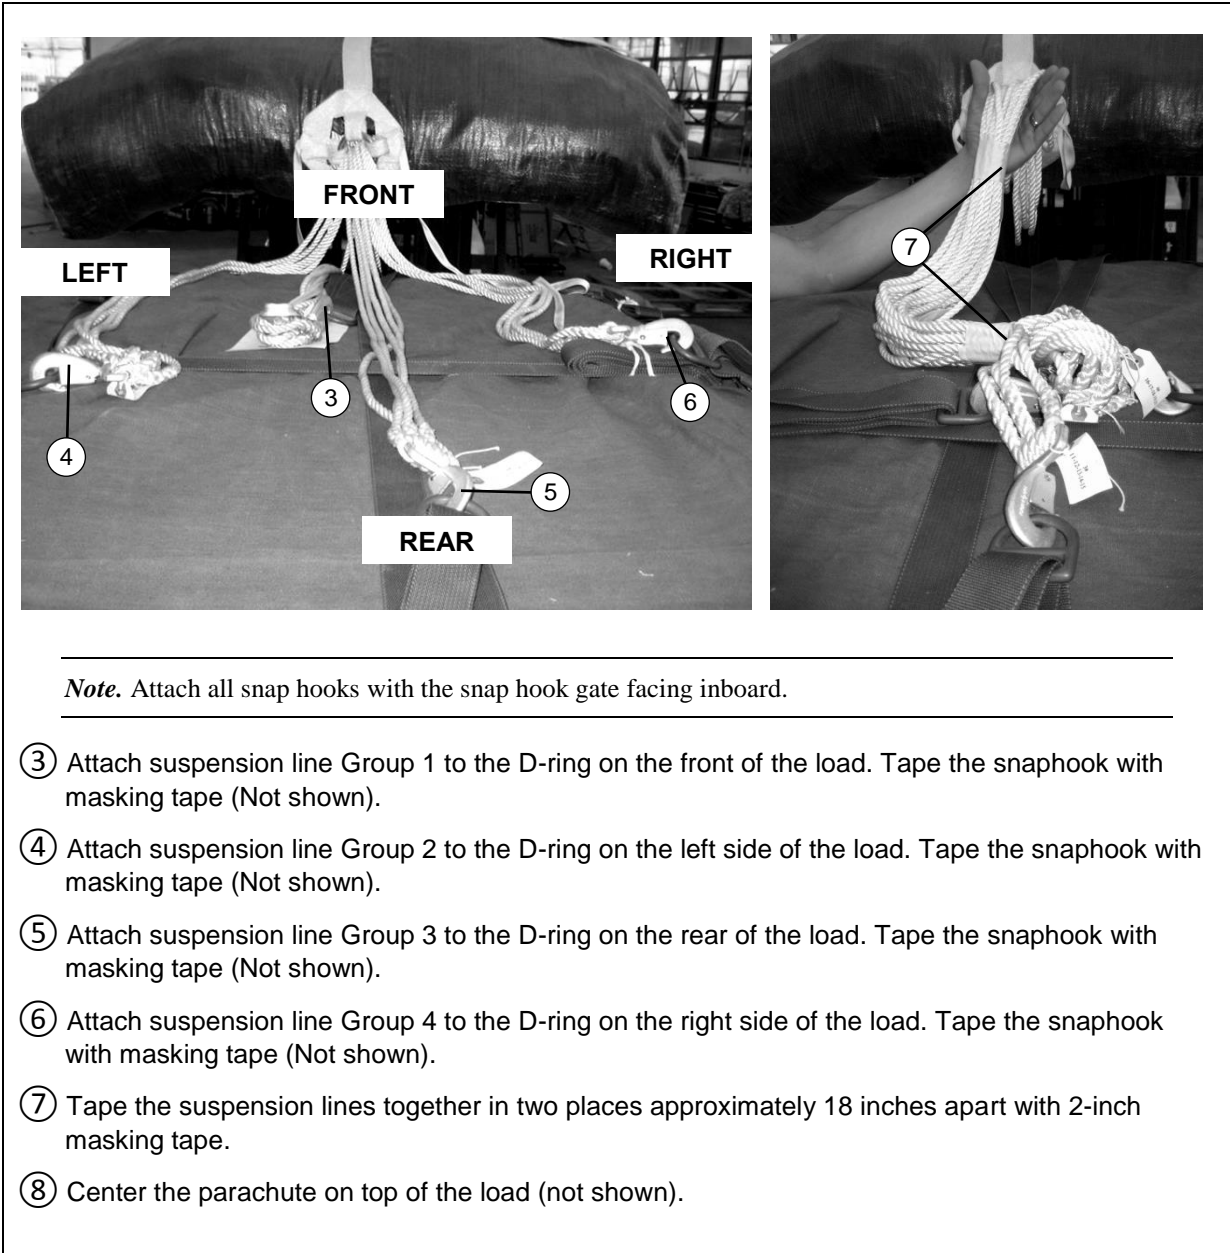 FRONT
LEFT
RIGHT
3
4
5
6
REAR
7
Note. Attach all snap hooks with the snap hook gate facing inboard.
③ Attach suspension line Group 1 to the D-ring on the front of the load. Tape the snaphook with
masking tape (Not shown).
④ Attach suspension line Group 2 to the D-ring on the left side of the load. Tape the snaphook with
masking tape (Not shown).
⑤ Attach suspension line Group 3 to the D-ring on the rear of the load. Tape the snaphook with
masking tape (Not shown).
⑥ Attach suspension line Group 4 to the D-ring on the right side of the load. Tape the snaphook
with masking tape (Not shown).
⑦ Tape the suspension lines together in two places approximately 18 inches apart with 2-inch
masking tape.
⑧ Center the parachute on top of the load (not shown).